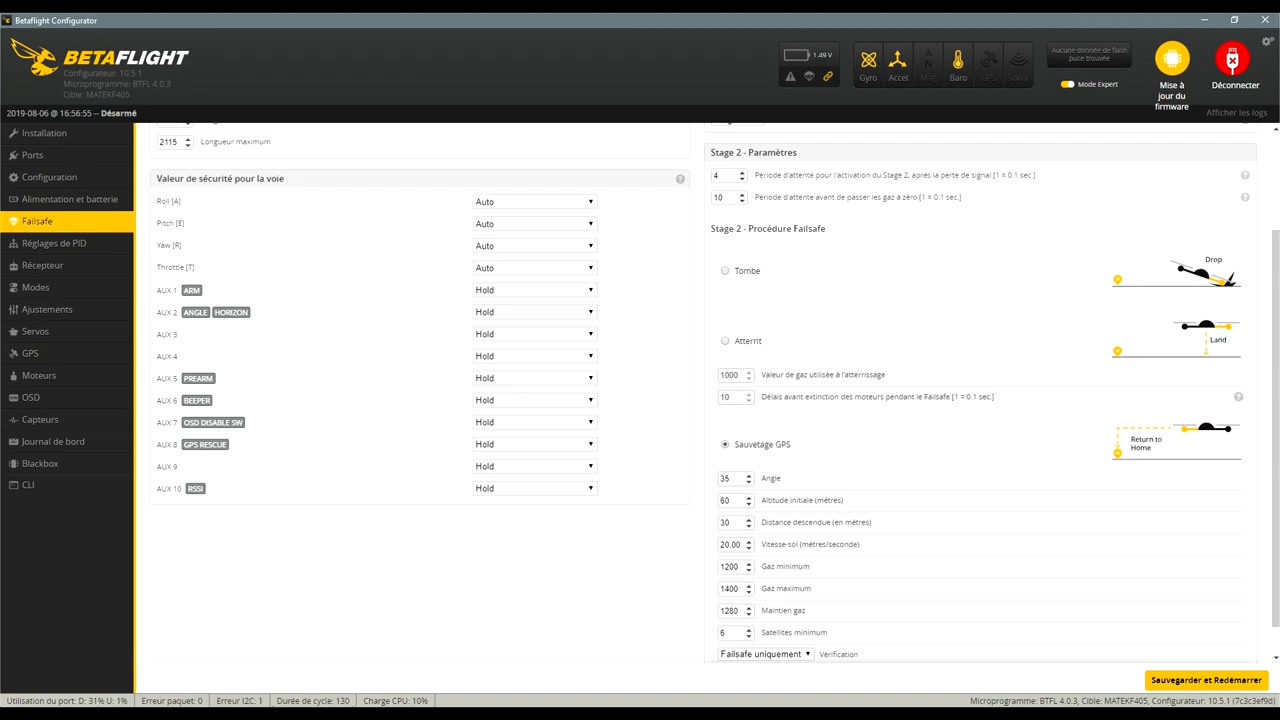 Betaflight Configurator
BETAFLIGHT
Configurateur: 10.5.1
Microprogramme: BTFL 4.0.3
Cible: MATEKF405
1.49 V
Gyro
Accel
Mag
Baro
GPS
Sonar
Aucune donnée de flash
puce trouvée
Mode Expert
Mise à
jour du
firmware
Déconnecter
2019-08-06 @ 16:56:55 -- Désarmé
Afficher les logs
Installation
Ports
Configuration
Alimentation et batterie
Failsafe
Réglages de PID
Récepteur
Modes
Ajustements
Servos
GPS
Moteurs
OSD
Capteurs
Journal de bord
Blackbox
CLI
2115 Longueur maximum
Valeur de sécurité pour la voie
Roll [A] Auto
Pitch [E] Auto
Yaw [R] Auto
Throttle [T] Auto
AUX 1 ARM Hold
AUX 2 ANGLE HORIZON Hold
AUX 3 Hold
AUX 4 Hold
AUX 5 PREARM Hold
AUX 6 BEEPER Hold
AUX 7 OSD DISABLE SW Hold
AUX 8 GPS RESCUE Hold
AUX 9 Hold
AUX 10 RSSI Hold
Stage 2 - Paramètres
4 Période d'attente pour l'activation du Stage 2, après la perte de signal [1 = 0.1 sec.]
10 Période d'attente avant de passer les gaz à zéro [1 = 0.1 sec.]
Stage 2 - Procédure Failsafe
Tombe
Drop
Atterrit
Land
1000 Valeur de gaz utilisée à l'atterrissage
10 Délais avant extinction des moteurs pendant le Failsafe [1 = 0.1 sec.]
Sauvetage GPS
Return to
Home
35 Angle
60 Altitude initiale (mètres)
30 Distance descendue (en mètres)
20,00 Vitesse-sol (mètres/seconde)
1200 Gaz minimum
1400 Gaz maximum
1280 Maintien gaz
6 Satellites minimum
Failsafe uniquement Vérification
Sauvegarder et Redémarrer
Utilisation du port: D: 31% U: 1% Erreur paquet: 0 Erreur I2C: 1 Durée de cycle: 130 Charge CPU: 10% Microprogramme: BTFL 4.0.3, Cible: MATEKF405, Configurateur: 10.5.1 (7c3c3ef9d)